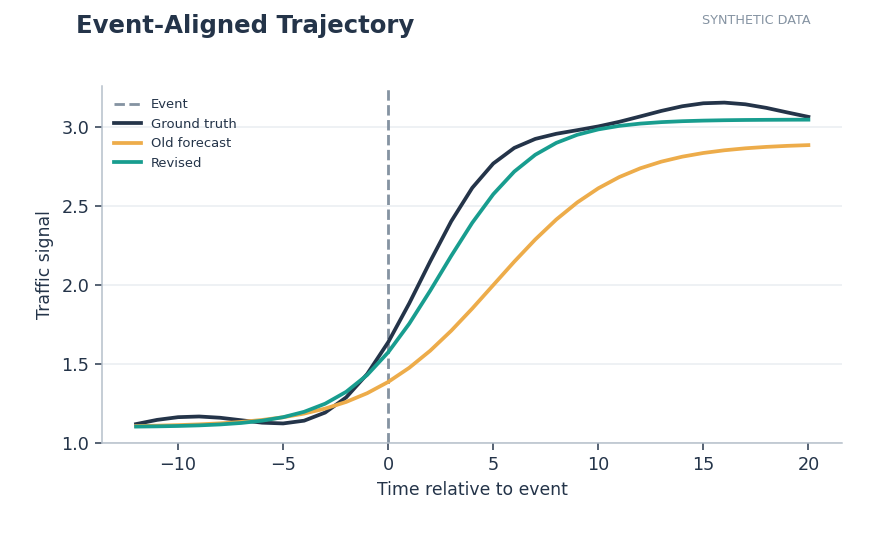 Event-Aligned Trajectory
SYNTHETIC DATA
Event
Ground truth
Old forecast
Revised
Traffic signal
3.0
2.5
2.0
1.5
1.0
−10
−5
0
5
10
15
20
Time relative to event